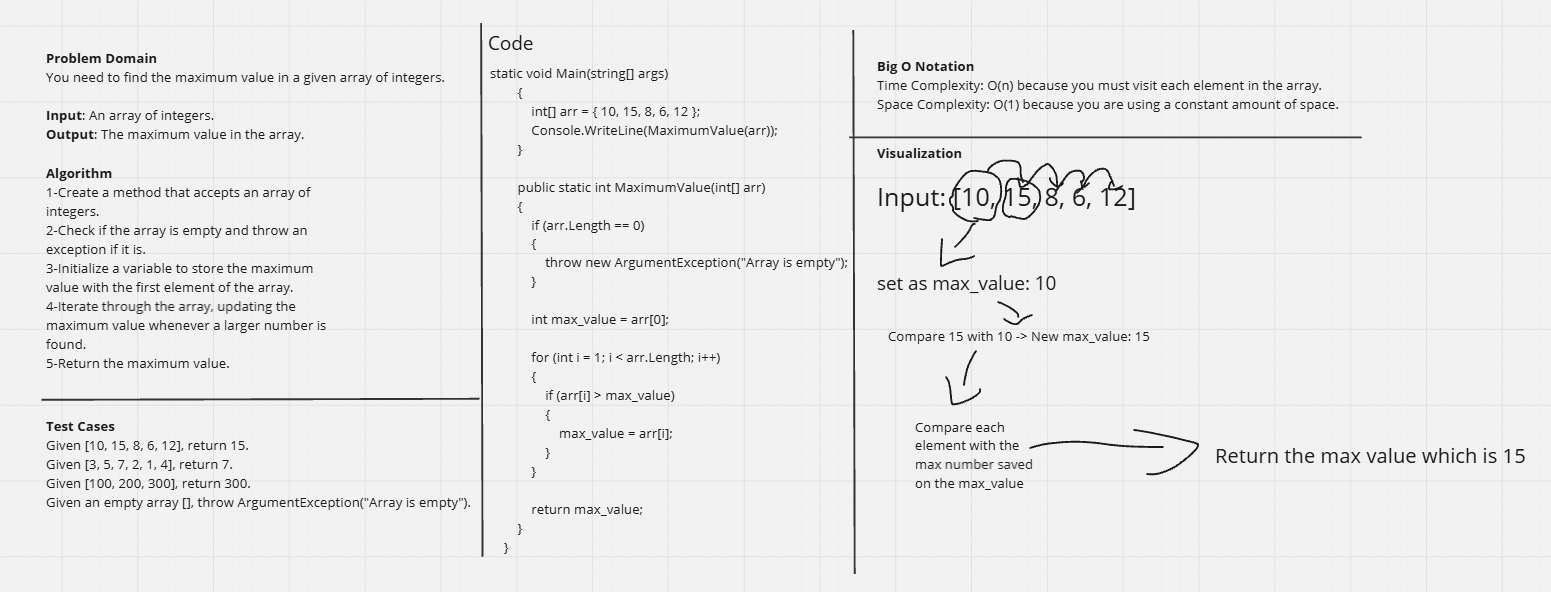 Problem Domain
You need to find the maximum value in a given array of integers.
Input: An array of integers.
Output: The maximum value in the array.
Algorithm
1-Create a method that accepts an array of
integers.
2-Check if the array is empty and throw an
exception if it is.
3-Initialize a variable to store the maximum
value with the first element of the array.
4-Iterate through the array, updating the
maximum value whenever a larger number is
found.
5-Return the maximum value.
Test Cases
Given [10, 15, 8, 6, 12], return 15.
Given [3, 5, 7, 2, 1, 4], return 7.
Given [100, 200, 300], return 300.
Given an empty array [], throw ArgumentException("Array is empty").
Code
static void Main(string[] args)
{
int[] arr = { 10, 15, 8, 6, 12 };
Console.WriteLine(MaximumValue(arr));
}
public static int MaximumValue(int[] arr)
{
if (arr.Length == 0)
{
throw new ArgumentException("Array is empty");
}
int max_value = arr[0];
for (int i = 1; i < arr.Length; i++)
{
if (arr[i] > max_value)
{
max_value = arr[i];
}
}
return max_value;
}
}
Big O Notation
Time Complexity: O(n) because you must visit each element in the array.
Space Complexity: O(1) because you are using a constant amount of space.
Visualization
Input: [10, 15, 8, 6, 12]
set as max_value: 10
Compare 15 with 10 -> New max_value: 15
Compare each
element with the
max number saved
on the max_value
Return the max value which is 15